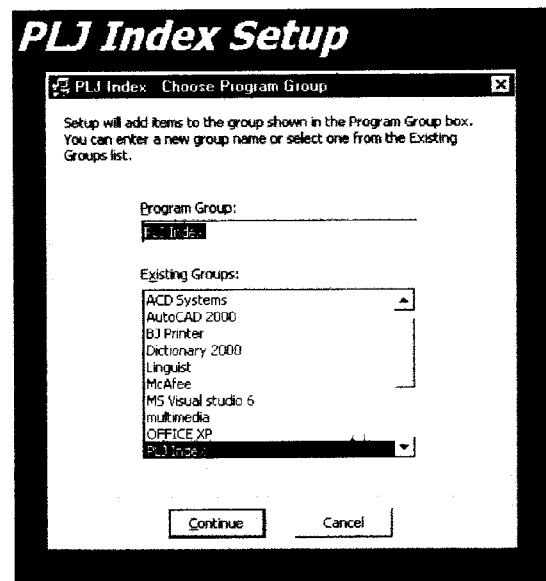 PLJ Index Setup
PLJ Index Choose Program Group
Setup will add items to the group shown in the Program Group box.
You can enter a new group name or select one from the Existing
Groups list.
Program Group:
PLJ Index
Existing Groups:
ACD Systems
AutoCAD 2000
BJ Printer
Dictionary 2000
Linguist
McAfee
MS Visual studio 6
multimedia
OFFICE XP
PLJ Index
Continue
Cancel